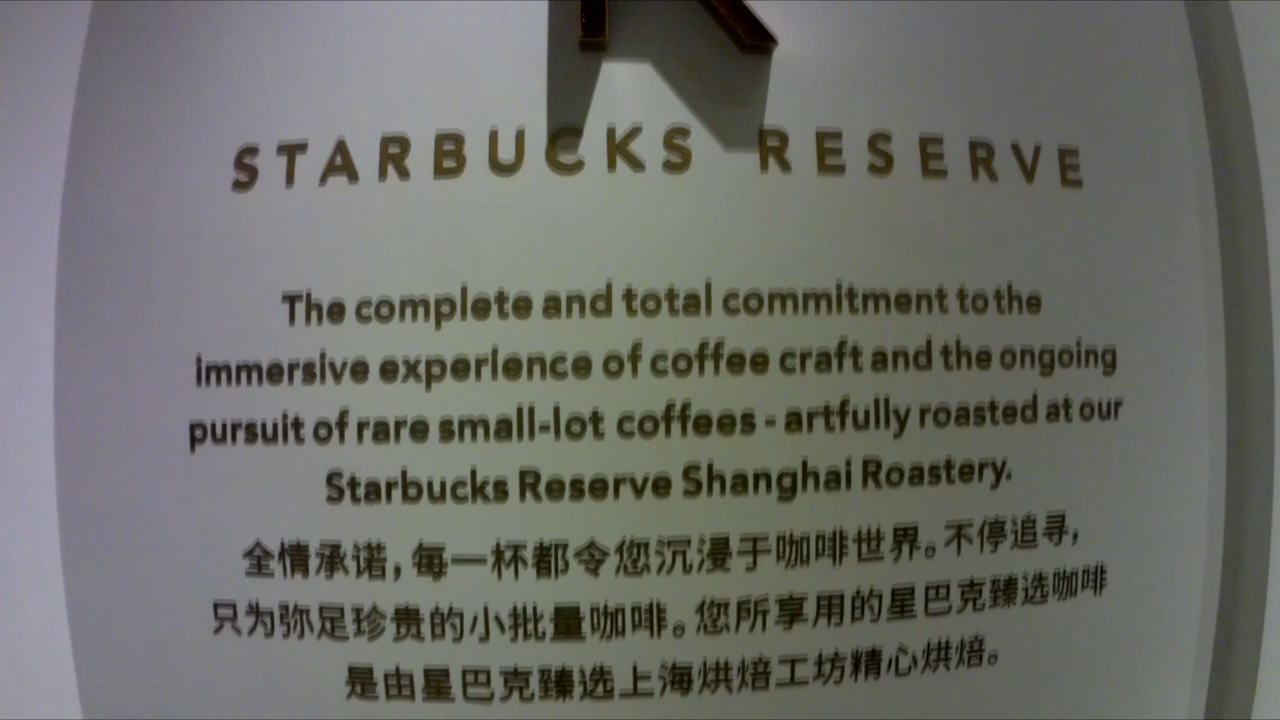 STARBUCKS RESERVE
The complete and total commitment to the
immersive experience of coffee craft and the ongoing
pursuit of rare small-lot coffees - artfully roasted at our
Starbucks Reserve Shanghai Roastery.
全情承诺，每一杯都令您沉浸于咖啡世界。不停追寻，
只为弥足珍贵的小批量咖啡。您所享用的星巴克臻选咖啡
是由星巴克臻选上海烘焙工坊精心烘焙。